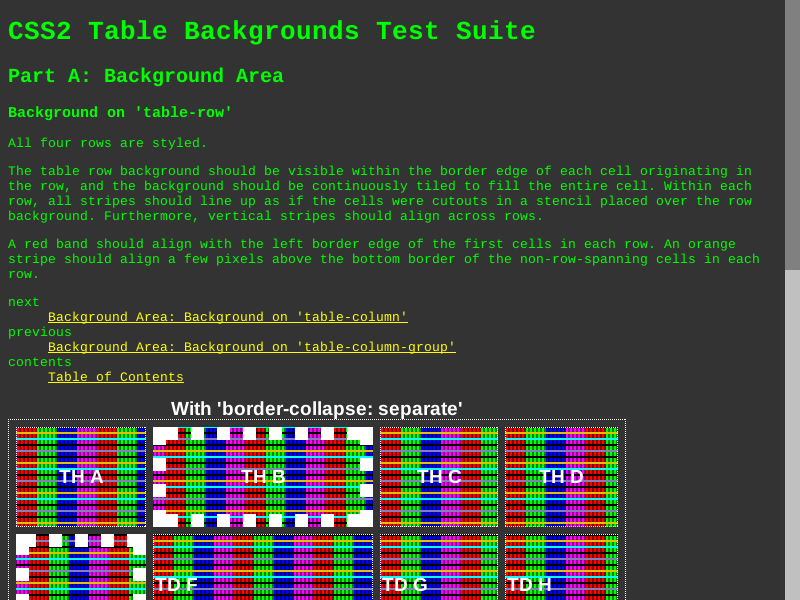 CSS2 Table Backgrounds Test Suite
Part A: Background Area
Background on 'table-row'
All four rows are styled.
The table row background should be visible within the border edge of each cell originating in
the row, and the background should be continuously tiled to fill the entire cell. Within each
row, all stripes should line up as if the cells were cutouts in a stencil placed over the row
background. Furthermore, vertical stripes should align across rows.
A red band should align with the left border edge of the first cells in each row. An orange
stripe should align a few pixels above the bottom border of the non-row-spanning cells in each
row.
next
Background Area: Background on 'table-column'
previous
Background Area: Background on 'table-column-group'
contents
Table of Contents
With 'border-collapse: separate'
TH A TH B TH C TH D
TD F TD G TD H